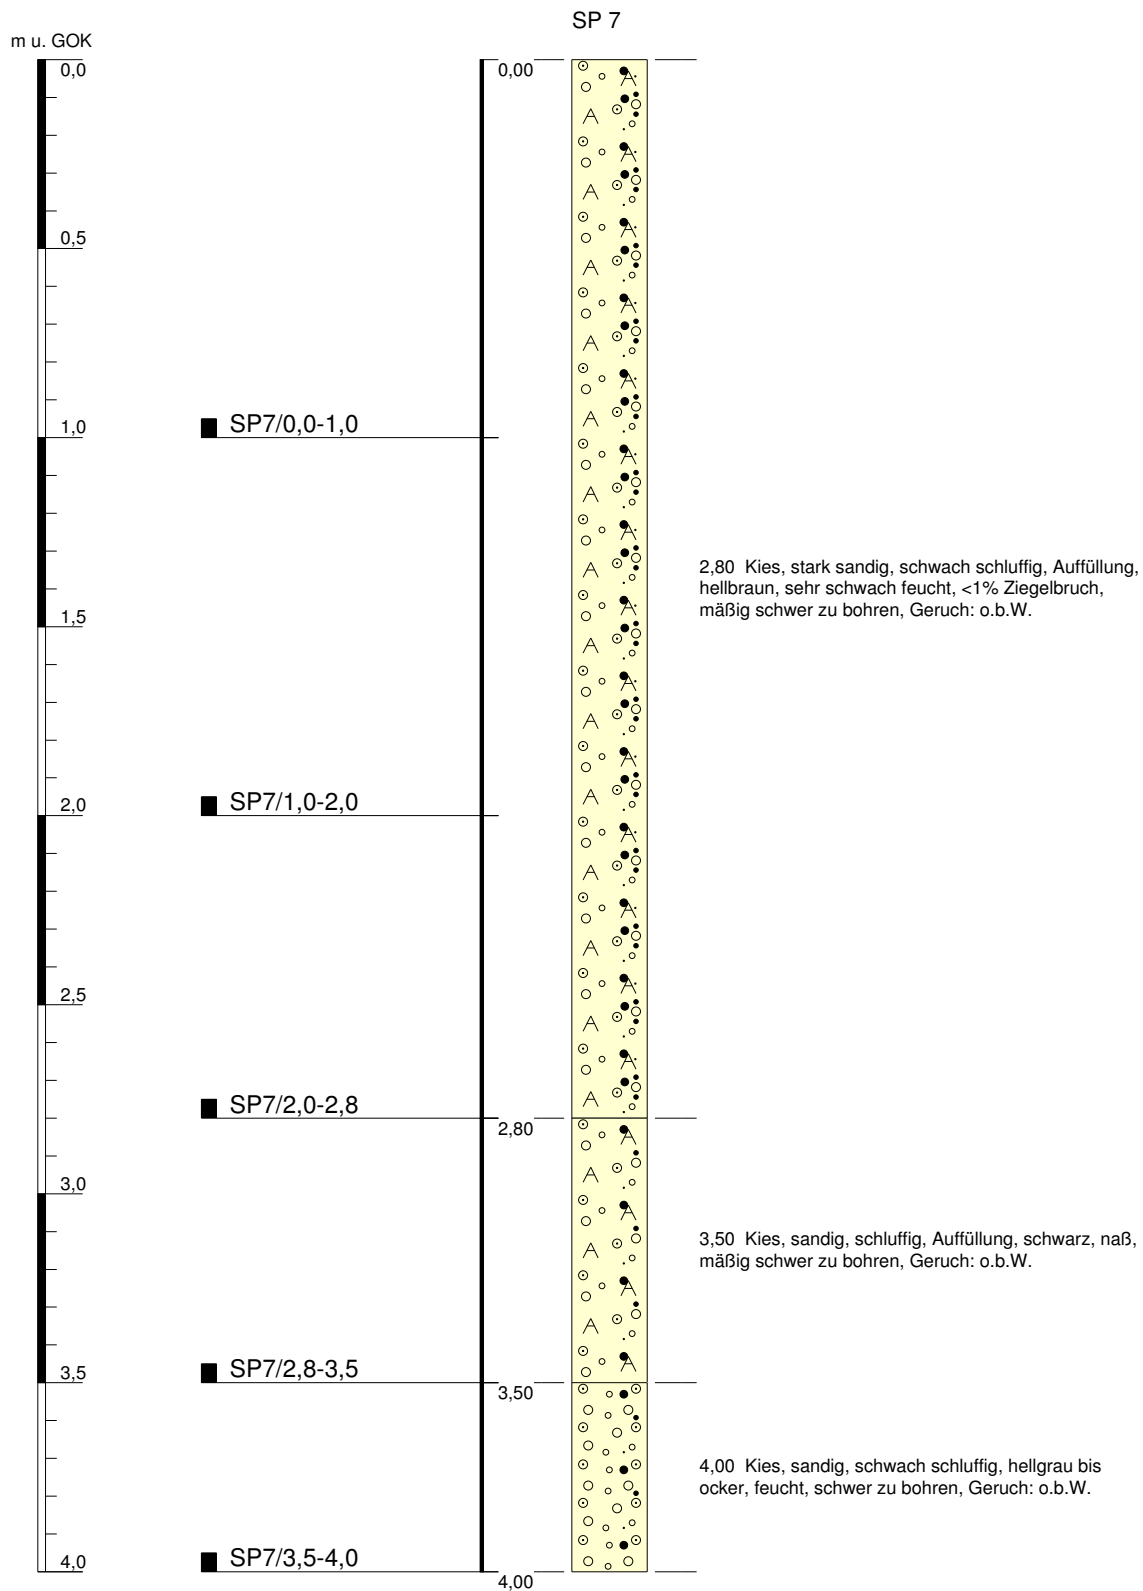 SP 7
m u. GOK
0,0
0,00
0,5
SP7/0,0-1,0
1,0
2,80 Kies, stark sandig, schwach schluffig, Auffüllung,
hellbraun, sehr schwach feucht, <1% Ziegelbruch,
mäßig schwer zu bohren, Geruch: o.b.W.
1,5
SP7/1,0-2,0
2,0
2,5
SP7/2,0-2,8
2,80
3,0
3,50 Kies, sandig, schluffig, Auffüllung, schwarz, naß,
mäßig schwer zu bohren, Geruch: o.b.W.
SP7/2,8-3,5
3,5
3,50
4,00 Kies, sandig, schwach schluffig, hellgrau bis
ocker, feucht, schwer zu bohren, Geruch: o.b.W.
SP7/3,5-4,0
4,0
4,00